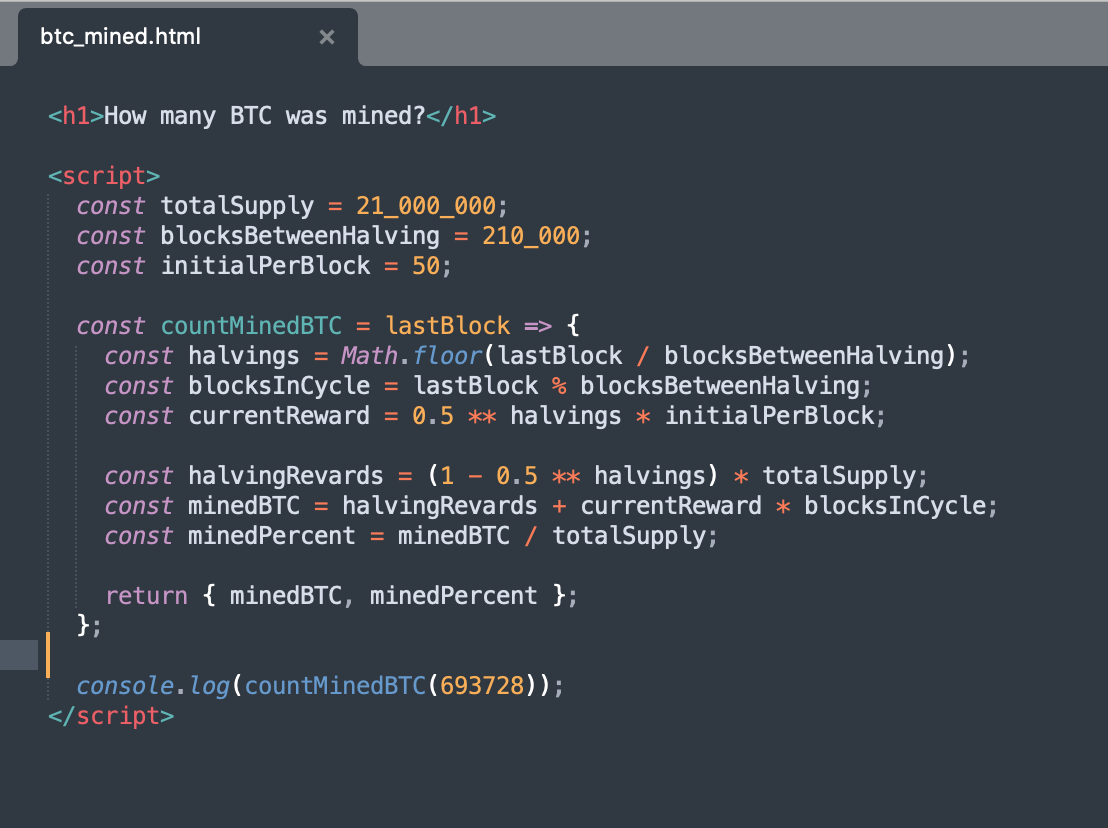 btc_mined.html ×
<h1>How many BTC was mined?</h1>
<script>
const totalSupply = 21_000_000;
const blocksBetweenHalving = 210_000;
const initialPerBlock = 50;
const countMinedBTC = lastBlock => {
const halvings = Math.floor(lastBlock / blocksBetweenHalving);
const blocksInCycle = lastBlock % blocksBetweenHalving;
const currentReward = 0.5 ** halvings * initialPerBlock;
const halvingRevards = (1 - 0.5 ** halvings) * totalSupply;
const minedBTC = halvingRevards + currentReward * blocksInCycle;
const minedPercent = minedBTC / totalSupply;
return { minedBTC, minedPercent };
};
console.log(countMinedBTC(693728));
</script>